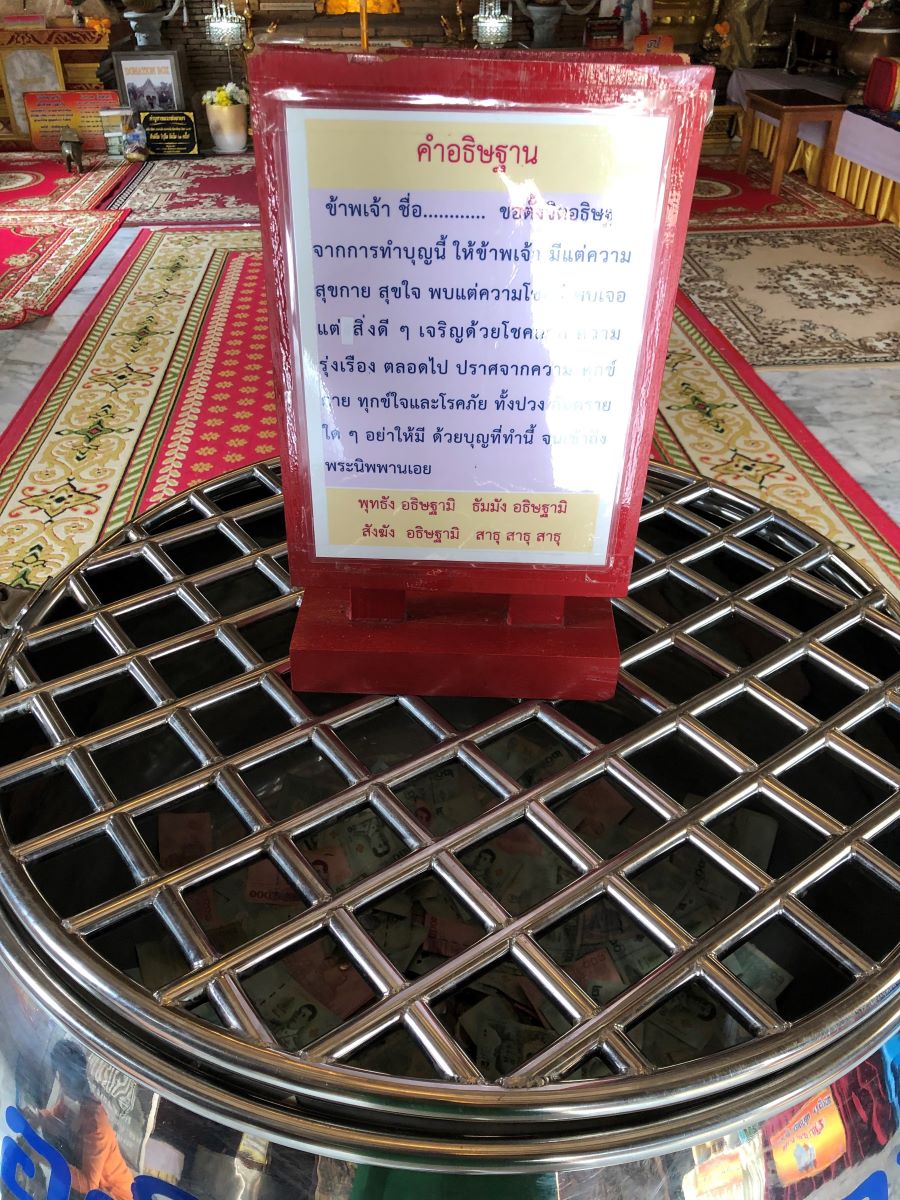 DONATION BOX
คำอธิษฐาน
ข้าพเจ้า ชื่อ............ ขอตั้งจิตอธิษฐ
จากการทำบุญนี้ ให้ข้าพเจ้า มีแต่ความ
สุขกาย สุขใจ พบแต่ความโชคดี พบเจอ
แต่ สิ่งดี ๆ เจริญด้วยโชคลาภ ความ
รุ่งเรือง ตลอดไป ปราศจากความ ทุกข์
กาย ทุกข์ใจและโรคภัย ทั้งปวง อันตราย
ใด ๆ อย่าให้มี ด้วยบุญที่ทำนี้ จนเข้าถึง
พระนิพพานเอย
พุทธัง อธิษฐามิ ธัมมัง อธิษฐามิ
สังฆัง อธิษฐามิ สาธุ สาธุ สาธุ